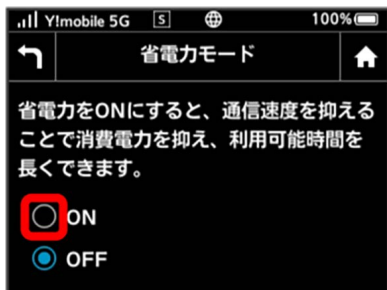 Y!mobile 5G S 100%
省電力モード
省電力をONにすると、通信速度を抑える
ことで消費電力を抑え、利用可能時間を
長くできます。
ON
OFF